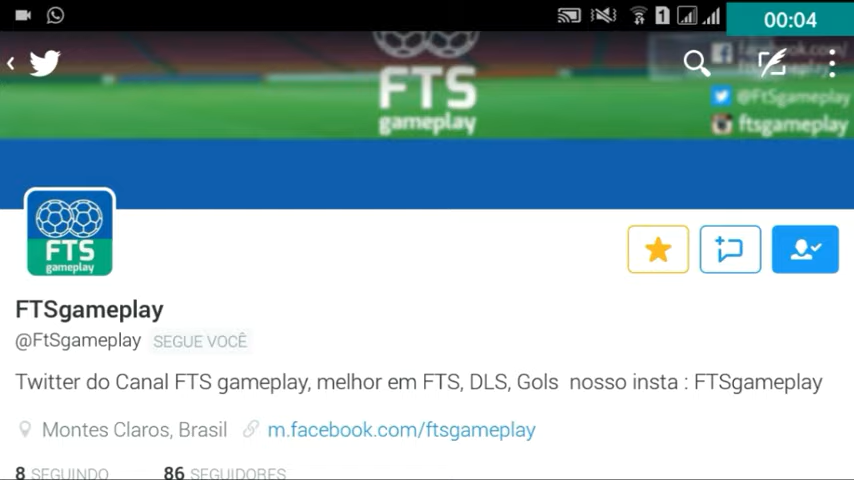 00:04
1
FTS
gameplay
@FtSgameplay
ftsgameplay
FTS
gameplay
FTSgameplay
@FtSgameplay SEGUE VOCÊ
Twitter do Canal FTS gameplay, melhor em FTS, DLS, Gols nosso insta : FTSgameplay
Montes Claros, Brasil m.facebook.com/ftsgameplay
8 SEGUINDO 86 SEGUIDORES